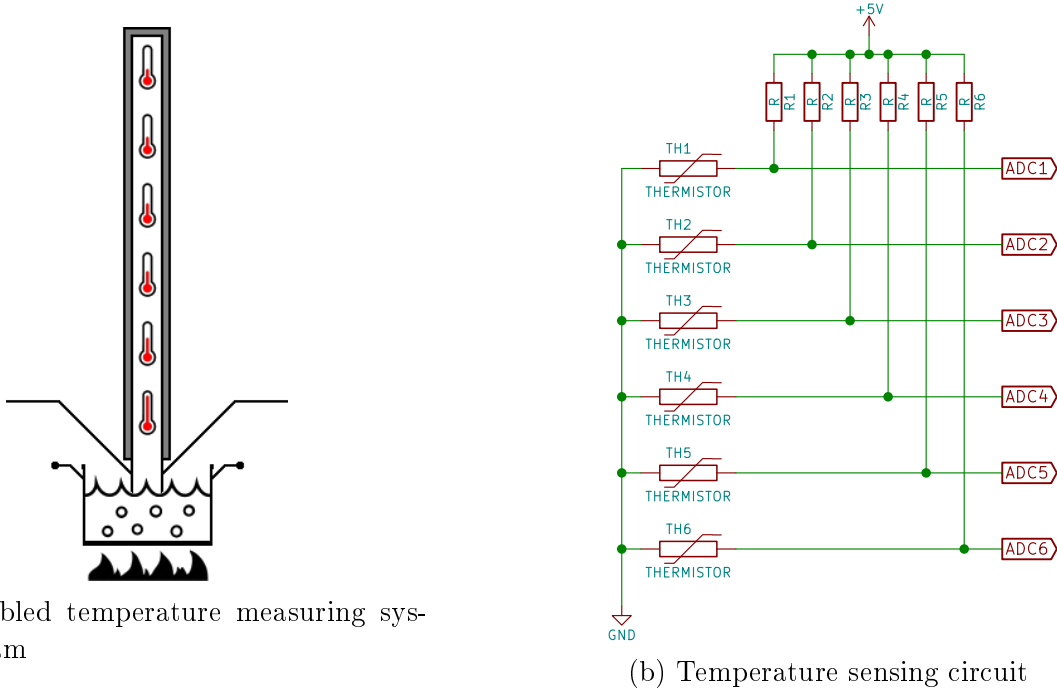 +5V
R R1
R R2
R R3
R R4
R R5
R R6
TH1
THERMISTOR
ADC1
TH2
THERMISTOR
ADC2
TH3
THERMISTOR
ADC3
TH4
THERMISTOR
ADC4
TH5
THERMISTOR
ADC5
TH6
THERMISTOR
ADC6
GND
bled temperature measuring sys-
m
(b) Temperature sensing circuit